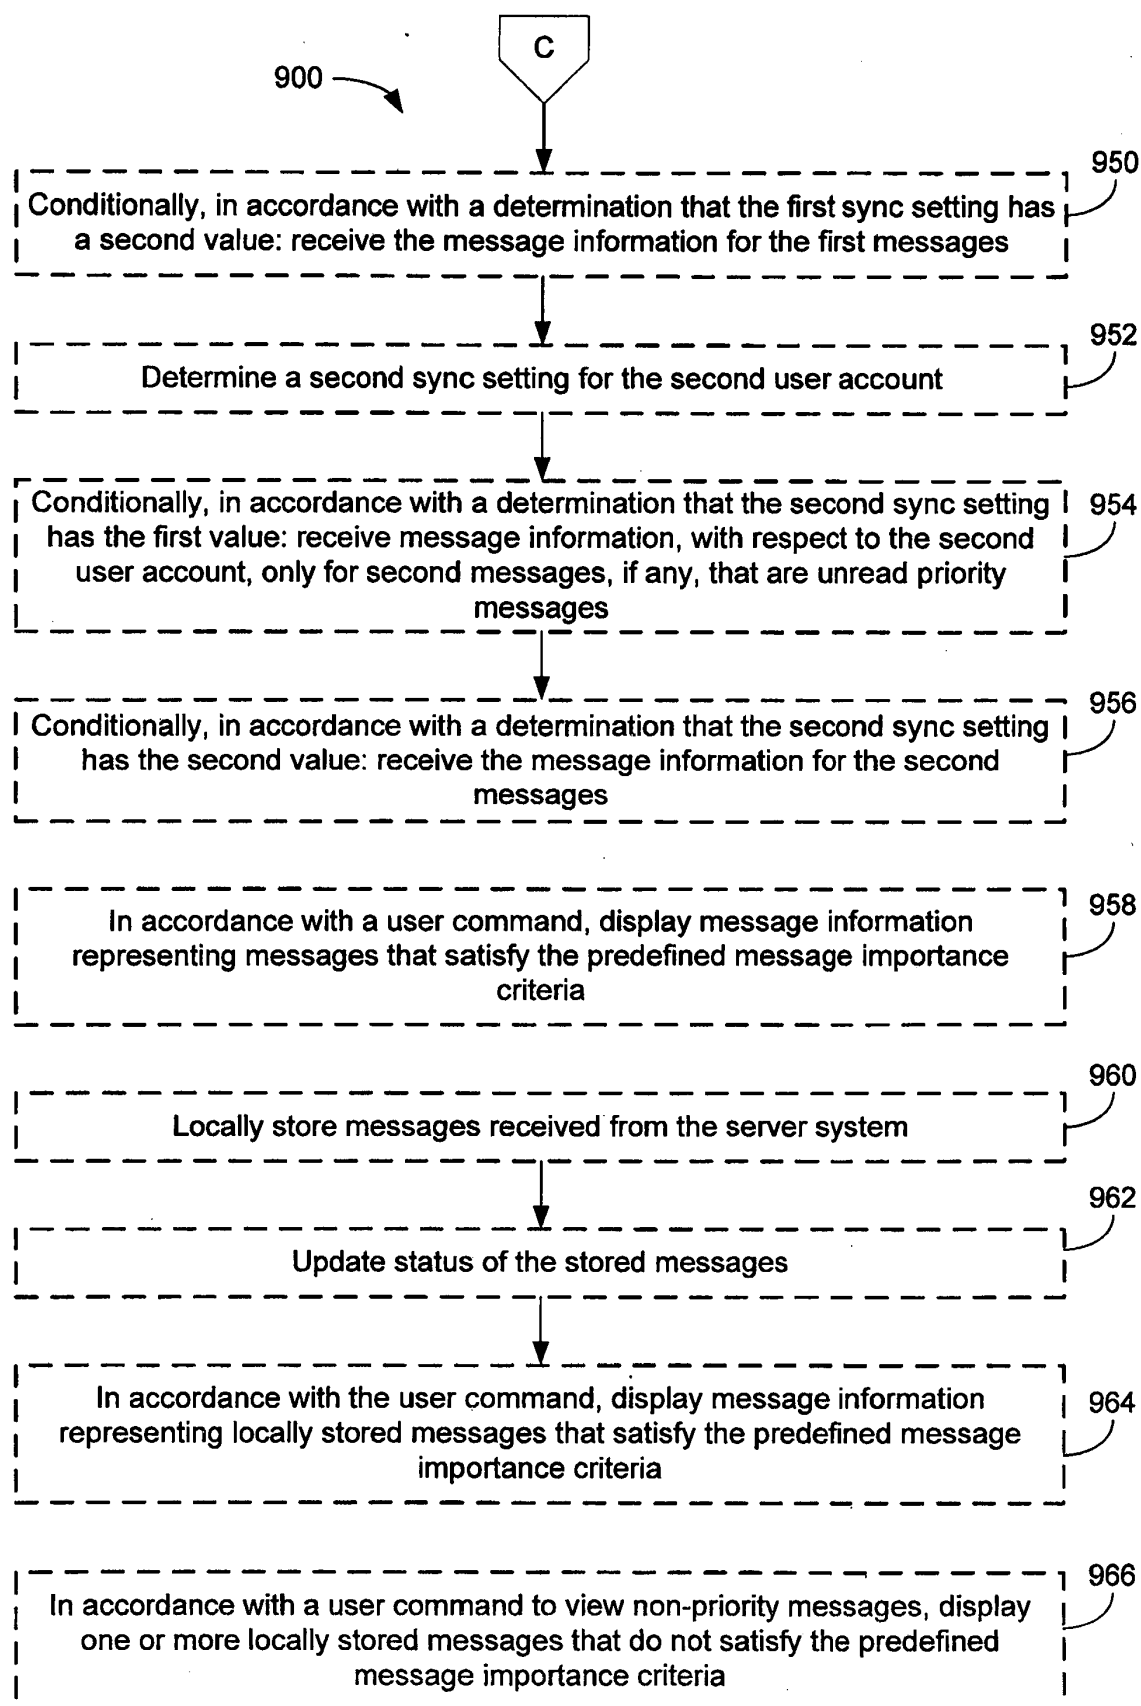 C
900
950
Conditionally, in accordance with a determination that the first sync setting has
a second value: receive the message information for the first messages
952
Determine a second sync setting for the second user account
954
Conditionally, in accordance with a determination that the second sync setting
has the first value: receive message information, with respect to the second
user account, only for second messages, if any, that are unread priority
messages
956
Conditionally, in accordance with a determination that the second sync setting
has the second value: receive the message information for the second
messages
958
In accordance with a user command, display message information
representing messages that satisfy the predefined message importance
criteria
960
Locally store messages received from the server system
962
Update status of the stored messages
964
In accordance with the user command, display message information
representing locally stored messages that satisfy the predefined message
importance criteria
966
In accordance with a user command to view non-priority messages, display
one or more locally stored messages that do not satisfy the predefined
message importance criteria